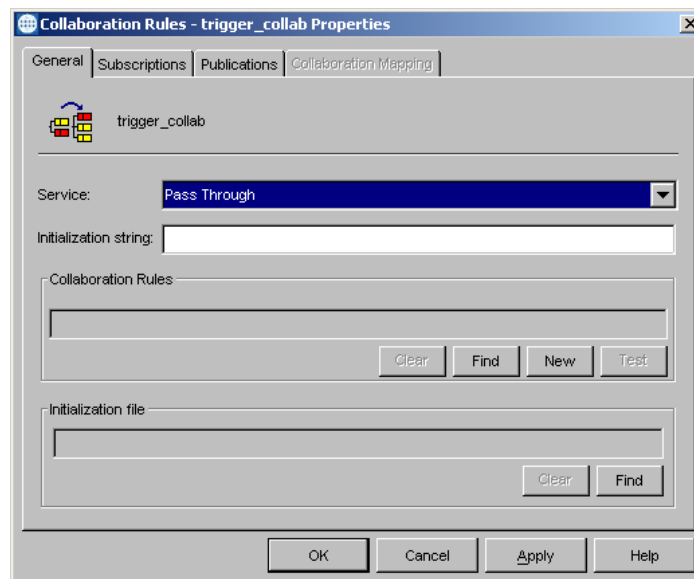 Collaboration Rules - trigger_collab Properties
General Subscriptions Publications Collaboration Mapping
trigger_collab
Service: Pass Through
Initialization string:
Collaboration Rules
Clear Find New Test
Initialization file
Clear Find
OK Cancel Apply Help